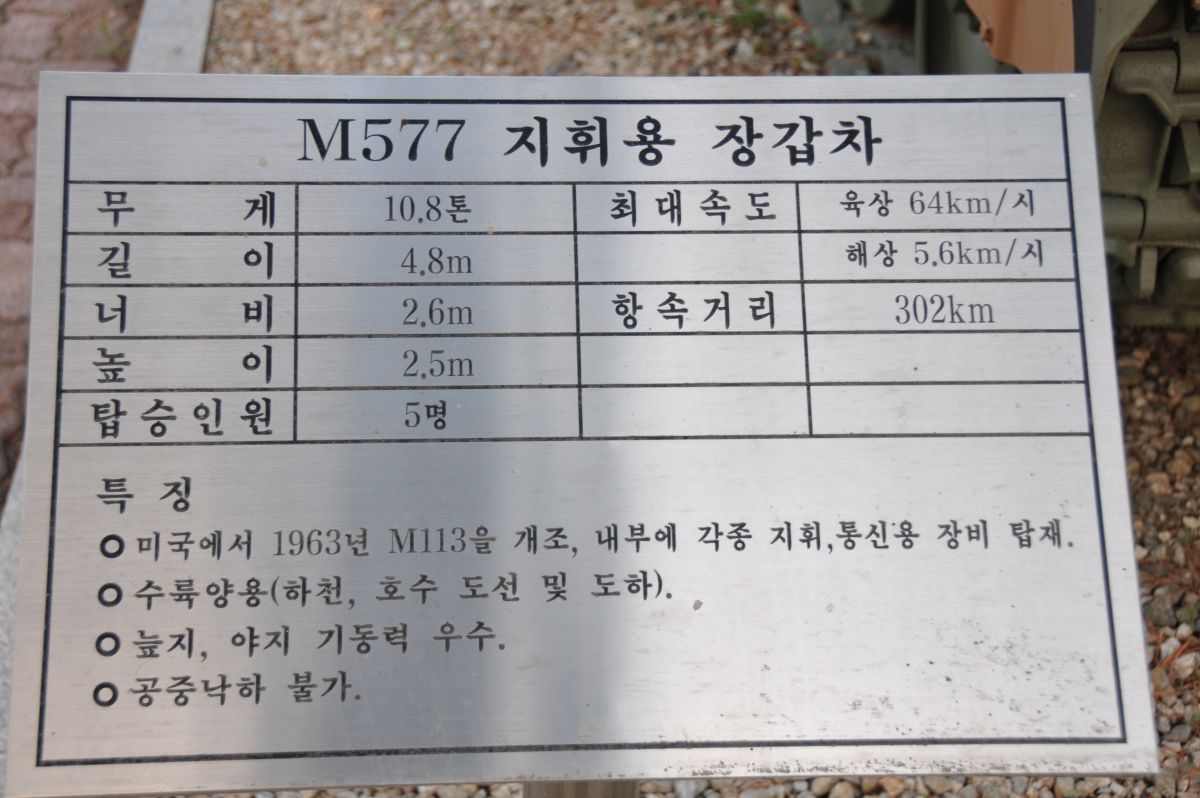 M577 지휘용 장갑차
무 게 10.8톤 최대속도 육상 64km/시
길 이 4.8m 해상 5.6km/시
너 비 2.6m 항속거리 302km
높 이 2.5m
탑승인원 5명
특 징
○ 미국에서 1963년 M113을 개조, 내부에 각종 지휘,통신용 장비 탑재.
○ 수륙양용(하천, 호수 도선 및 도하).
○ 늪지, 야지 기동력 우수.
○ 공중낙하 불가.